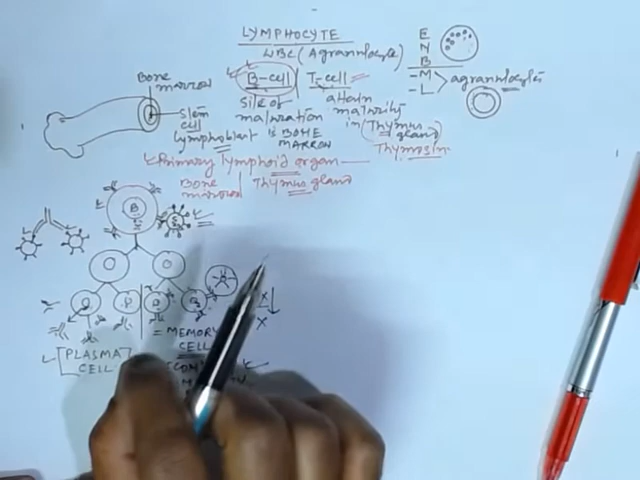 LYMPHOCYTE
WBC (Agranulocyte)
B-cell | T-cell
site of
maturation
is BONE
MARROW
attain
maturity
in (Thymus
gland)
Thymosin
E
N
B
-M
-L
agranulocytes
Bone
marrow
stem
cell
lymphoblast
Primary lymphoid organ
Bone
marrow | Thymus gland
B
= MEMORY
CELL
PLASMA
CELL
X
X